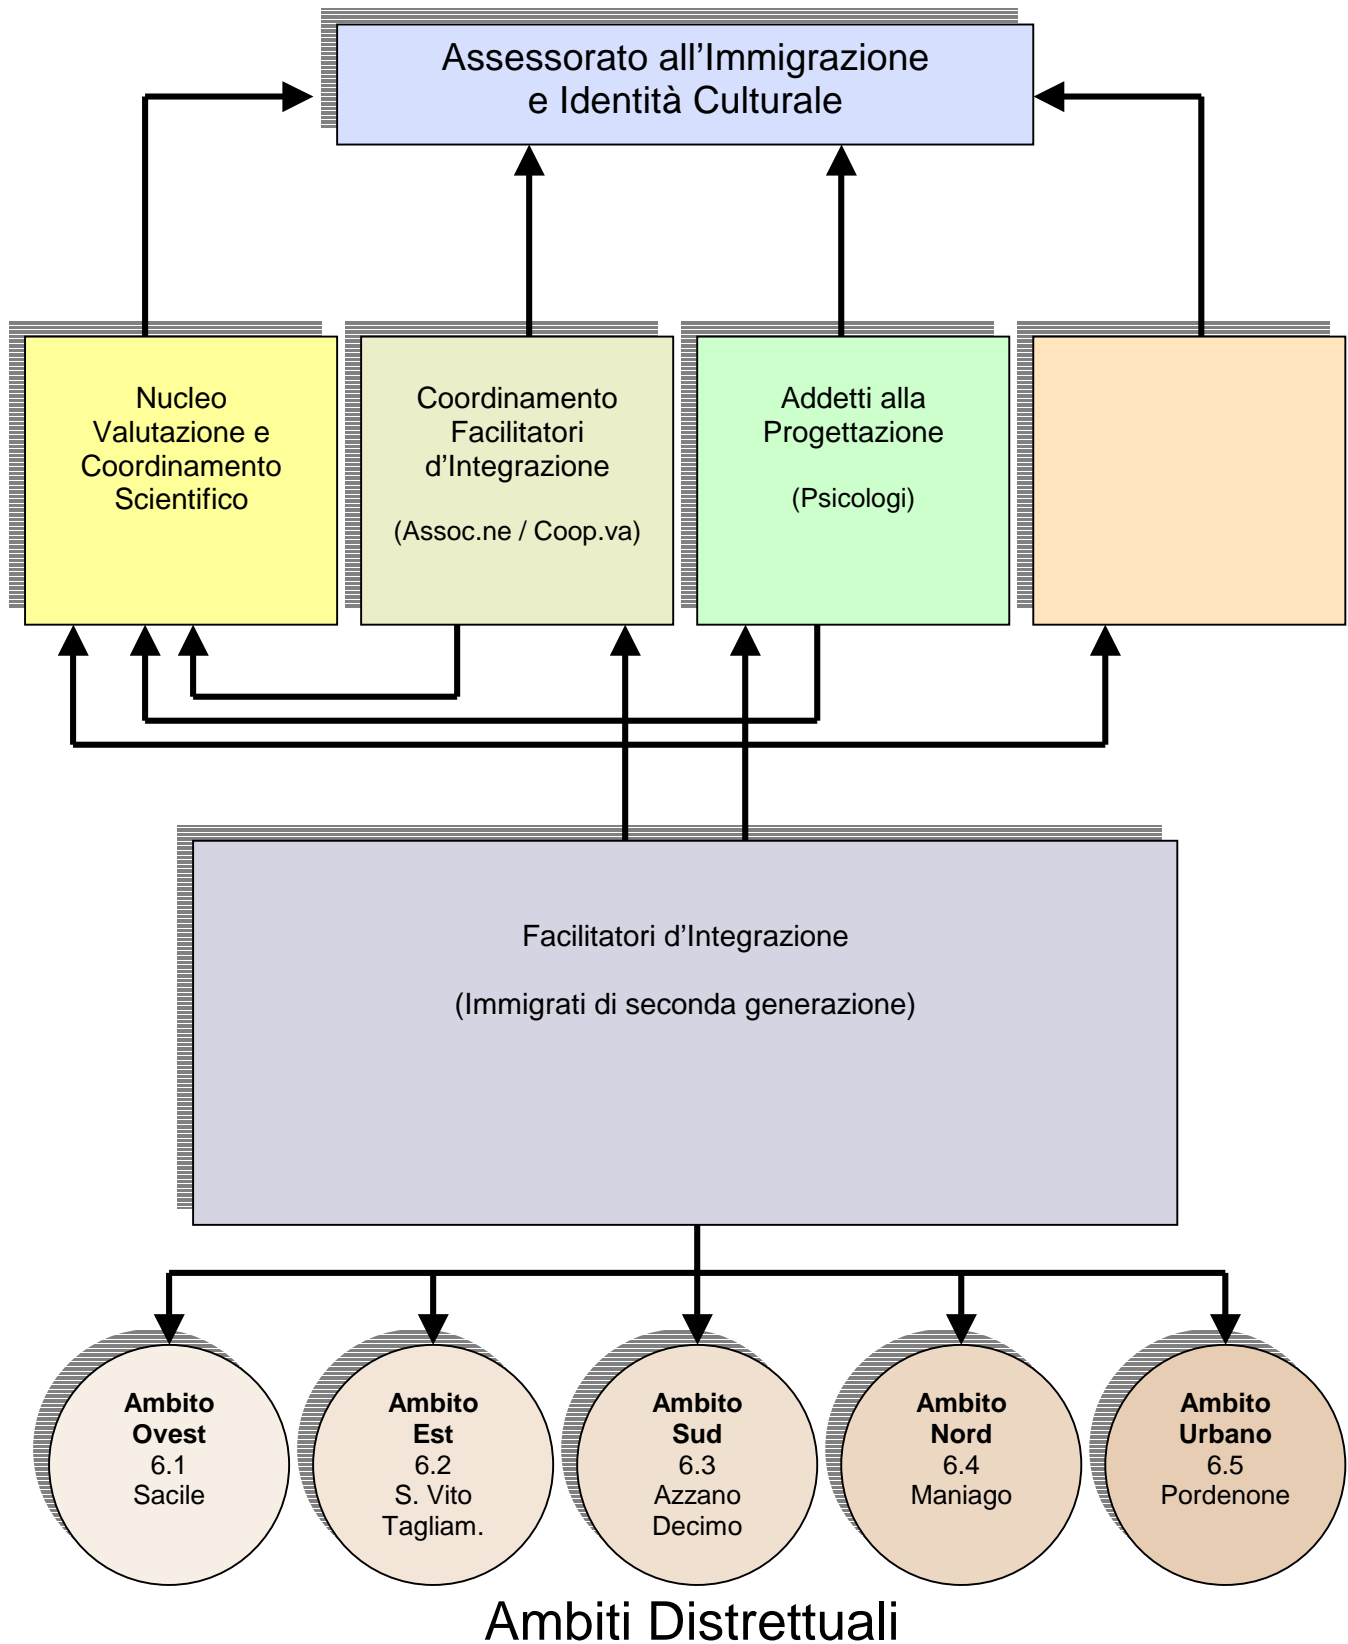 Assessorato all’Immigrazione
e Identità Culturale
Nucleo
Valutazione e
Coordinamento
Scientifico
Coordinamento
Facilitatori
d’Integrazione
(Assoc.ne / Coop.va)
Addetti alla
Progettazione
(Psicologi)
Facilitatori d’Integrazione
(Immigrati di seconda generazione)
Ambito
Ovest
6.1
Sacile
Ambito
Est
6.2
S. Vito
Tagliam.
Ambito
Sud
6.3
Azzano
Decimo
Ambito
Nord
6.4
Maniago
Ambito
Urbano
6.5
Pordenone
Ambiti Distrettuali